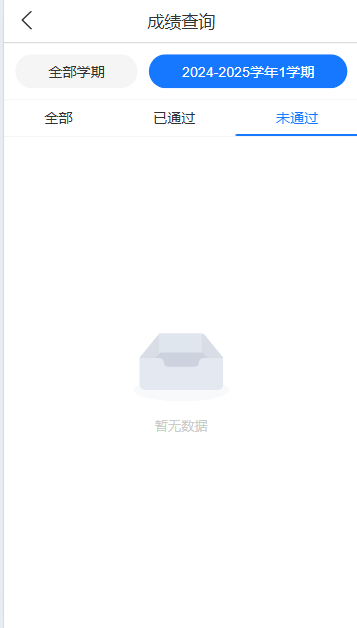 成绩查询
全部学期
2024-2025学年1学期
全部
已通过
未通过
暂无数据